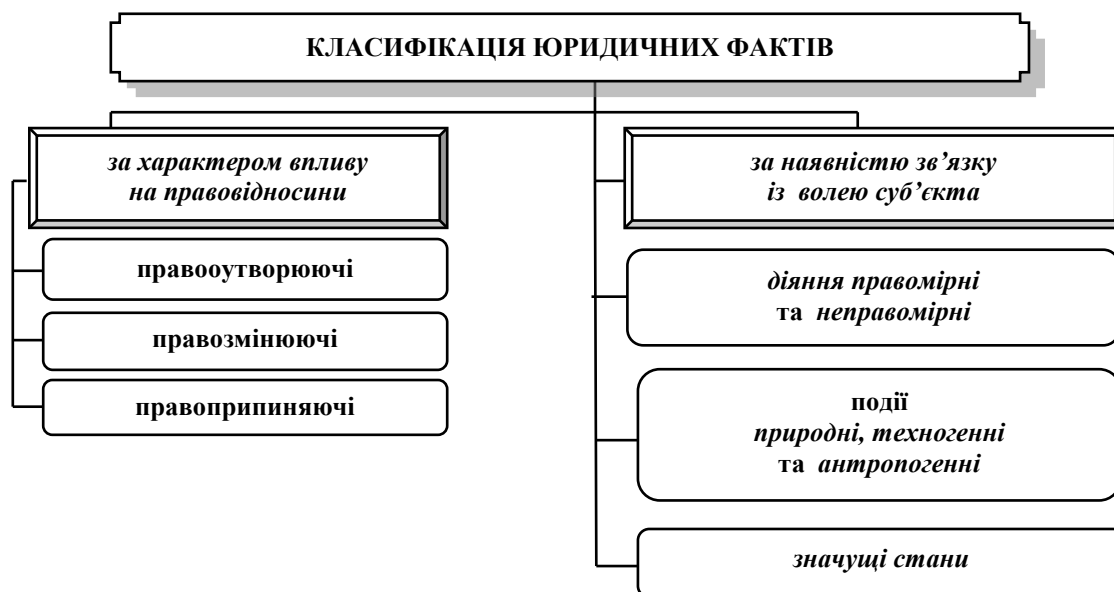 КЛАСИФІКАЦІЯ ЮРИДИЧНИХ ФАКТІВ
за характером впливу
на правовідносини
правооутворюючі
правозмінюючі
правоприпиняючі
за наявністю зв’язку
із волею суб’єкта
діяння правомірні
та неправомірні
події
природні, техногенні
та антропогенні
значущі стани